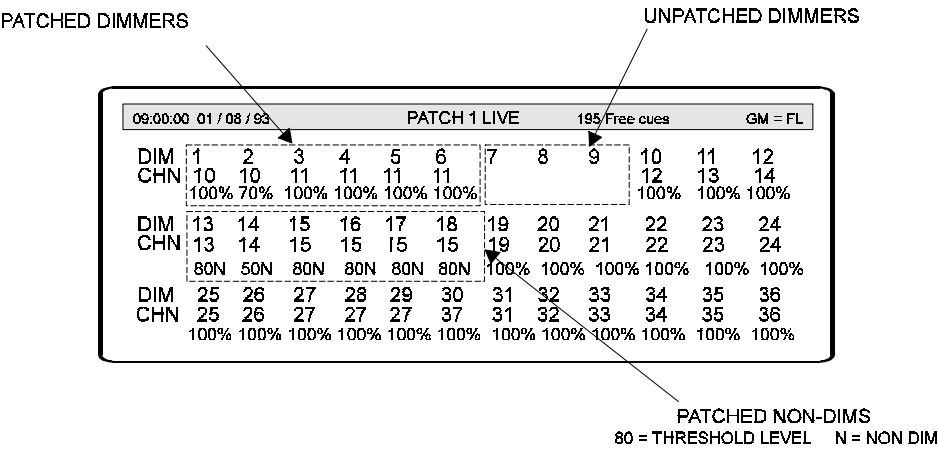 PATCHED DIMMERS
UNPATCHED DIMMERS
09:00:00 01 / 08 / 93 PATCH 1 LIVE 195 Free cues GM = FL
DIM 1 2 3 4 5 6 7 8 9 10 11 12
CHN 10 10 11 11 11 11 12 13 14
100% 70% 100% 100% 100% 100% 100% 100% 100%
DIM 13 14 15 16 17 18 19 20 21 22 23 24
CHN 13 14 15 15 15 15 19 20 21 22 23 24
80N 50N 80N 80N 80N 80N 100% 100% 100% 100% 100% 100%
DIM 25 26 27 28 29 30 31 32 33 34 35 36
CHN 25 26 27 27 27 37 31 32 33 34 35 36
100% 100% 100% 100% 100% 100% 100% 100% 100% 100% 100% 100%
PATCHED NON-DIMS
80 = THRESHOLD LEVEL N = NON DIM